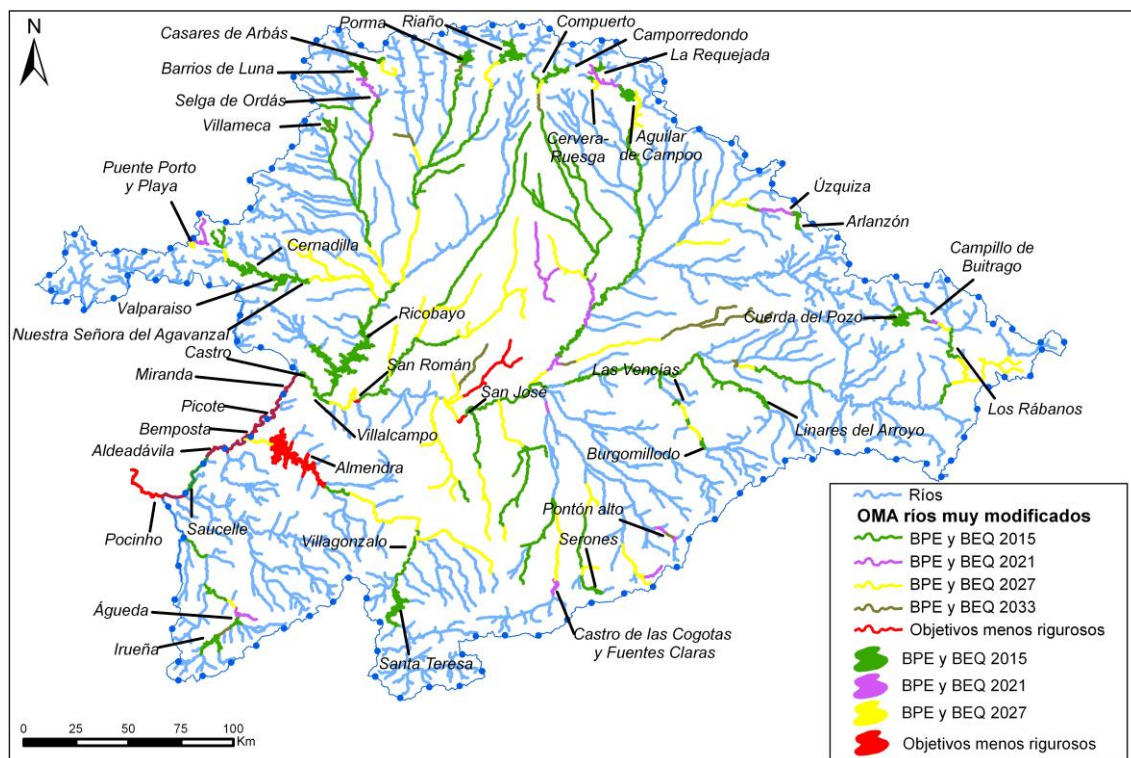 N
Porma
Riaño
Compuerto
Casares de Arbás
Camporredondo
La Requejada
Barrios de Luna
Selga de Ordás
Villameca
Cervera-
Ruesga
Aguilar
de Campoo
Puente Porto
y Playa
Úzquiza
Arlanzón
Cernadilla
Campillo de
Buitrago
Valparaiso
Nuestra Señora del Agavanzal
Ricobayo
Cuerda del Pozo
Castro
San Román
Miranda
Las Vencías
San José
Picote
Los Rábanos
Bemposta
Villalcampo
Linares del Arroyo
Aldeadávila
Almendra
Burgomillodo
Pontón alto
Saucelle
Pocinho
Villagonzalo
Serones
Águeda
Irueña
Santa Teresa
Castro de las Cogotas
y Fuentes Claras
0 25 50 75 100
Km
Ríos
OMA ríos muy modificados
BPE y BEQ 2015
BPE y BEQ 2021
BPE y BEQ 2027
BPE y BEQ 2033
Objetivos menos rigurosos
BPE y BEQ 2015
BPE y BEQ 2021
BPE y BEQ 2027
Objetivos menos rigurosos